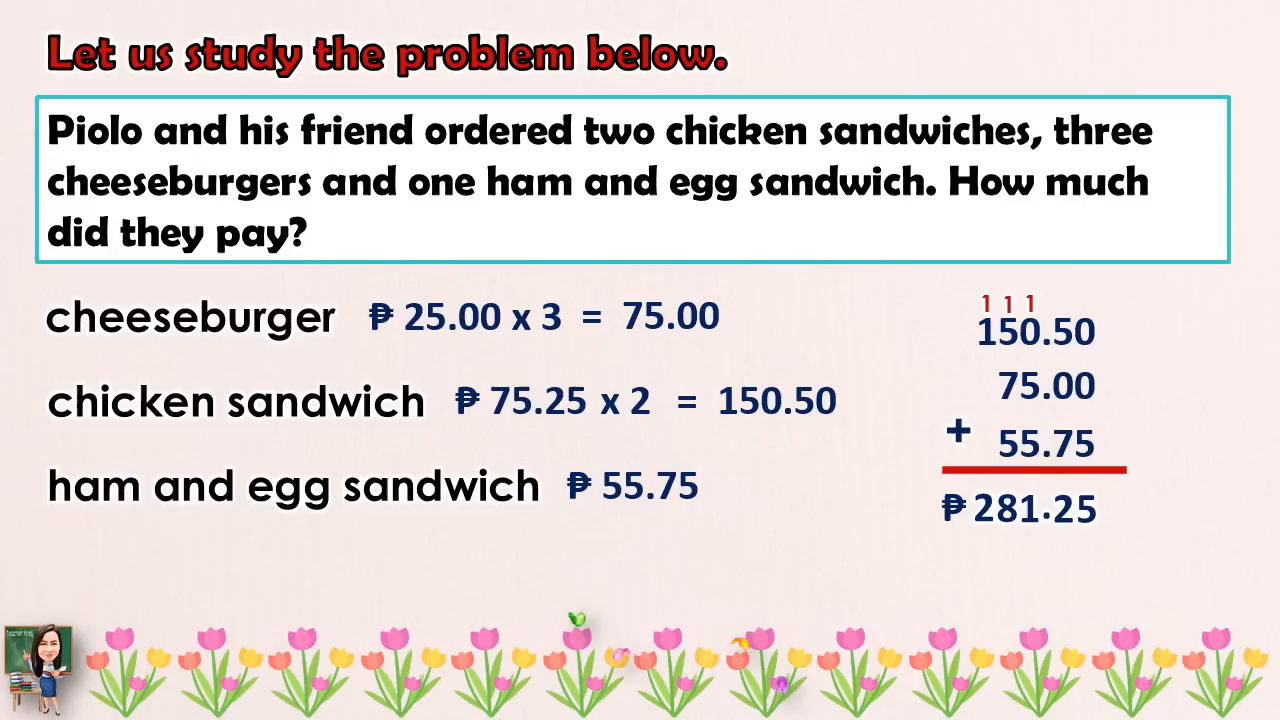 Let us study the problem below.
Piolo and his friend ordered two chicken sandwiches, three
cheeseburgers and one ham and egg sandwich. How much
did they pay?
cheeseburger ₱ 25.00 x 3 = 75.00
chicken sandwich ₱ 75.25 x 2 = 150.50
ham and egg sandwich ₱ 55.75
1 1 1
150.50
75.00
+ 55.75
₱ 281.25